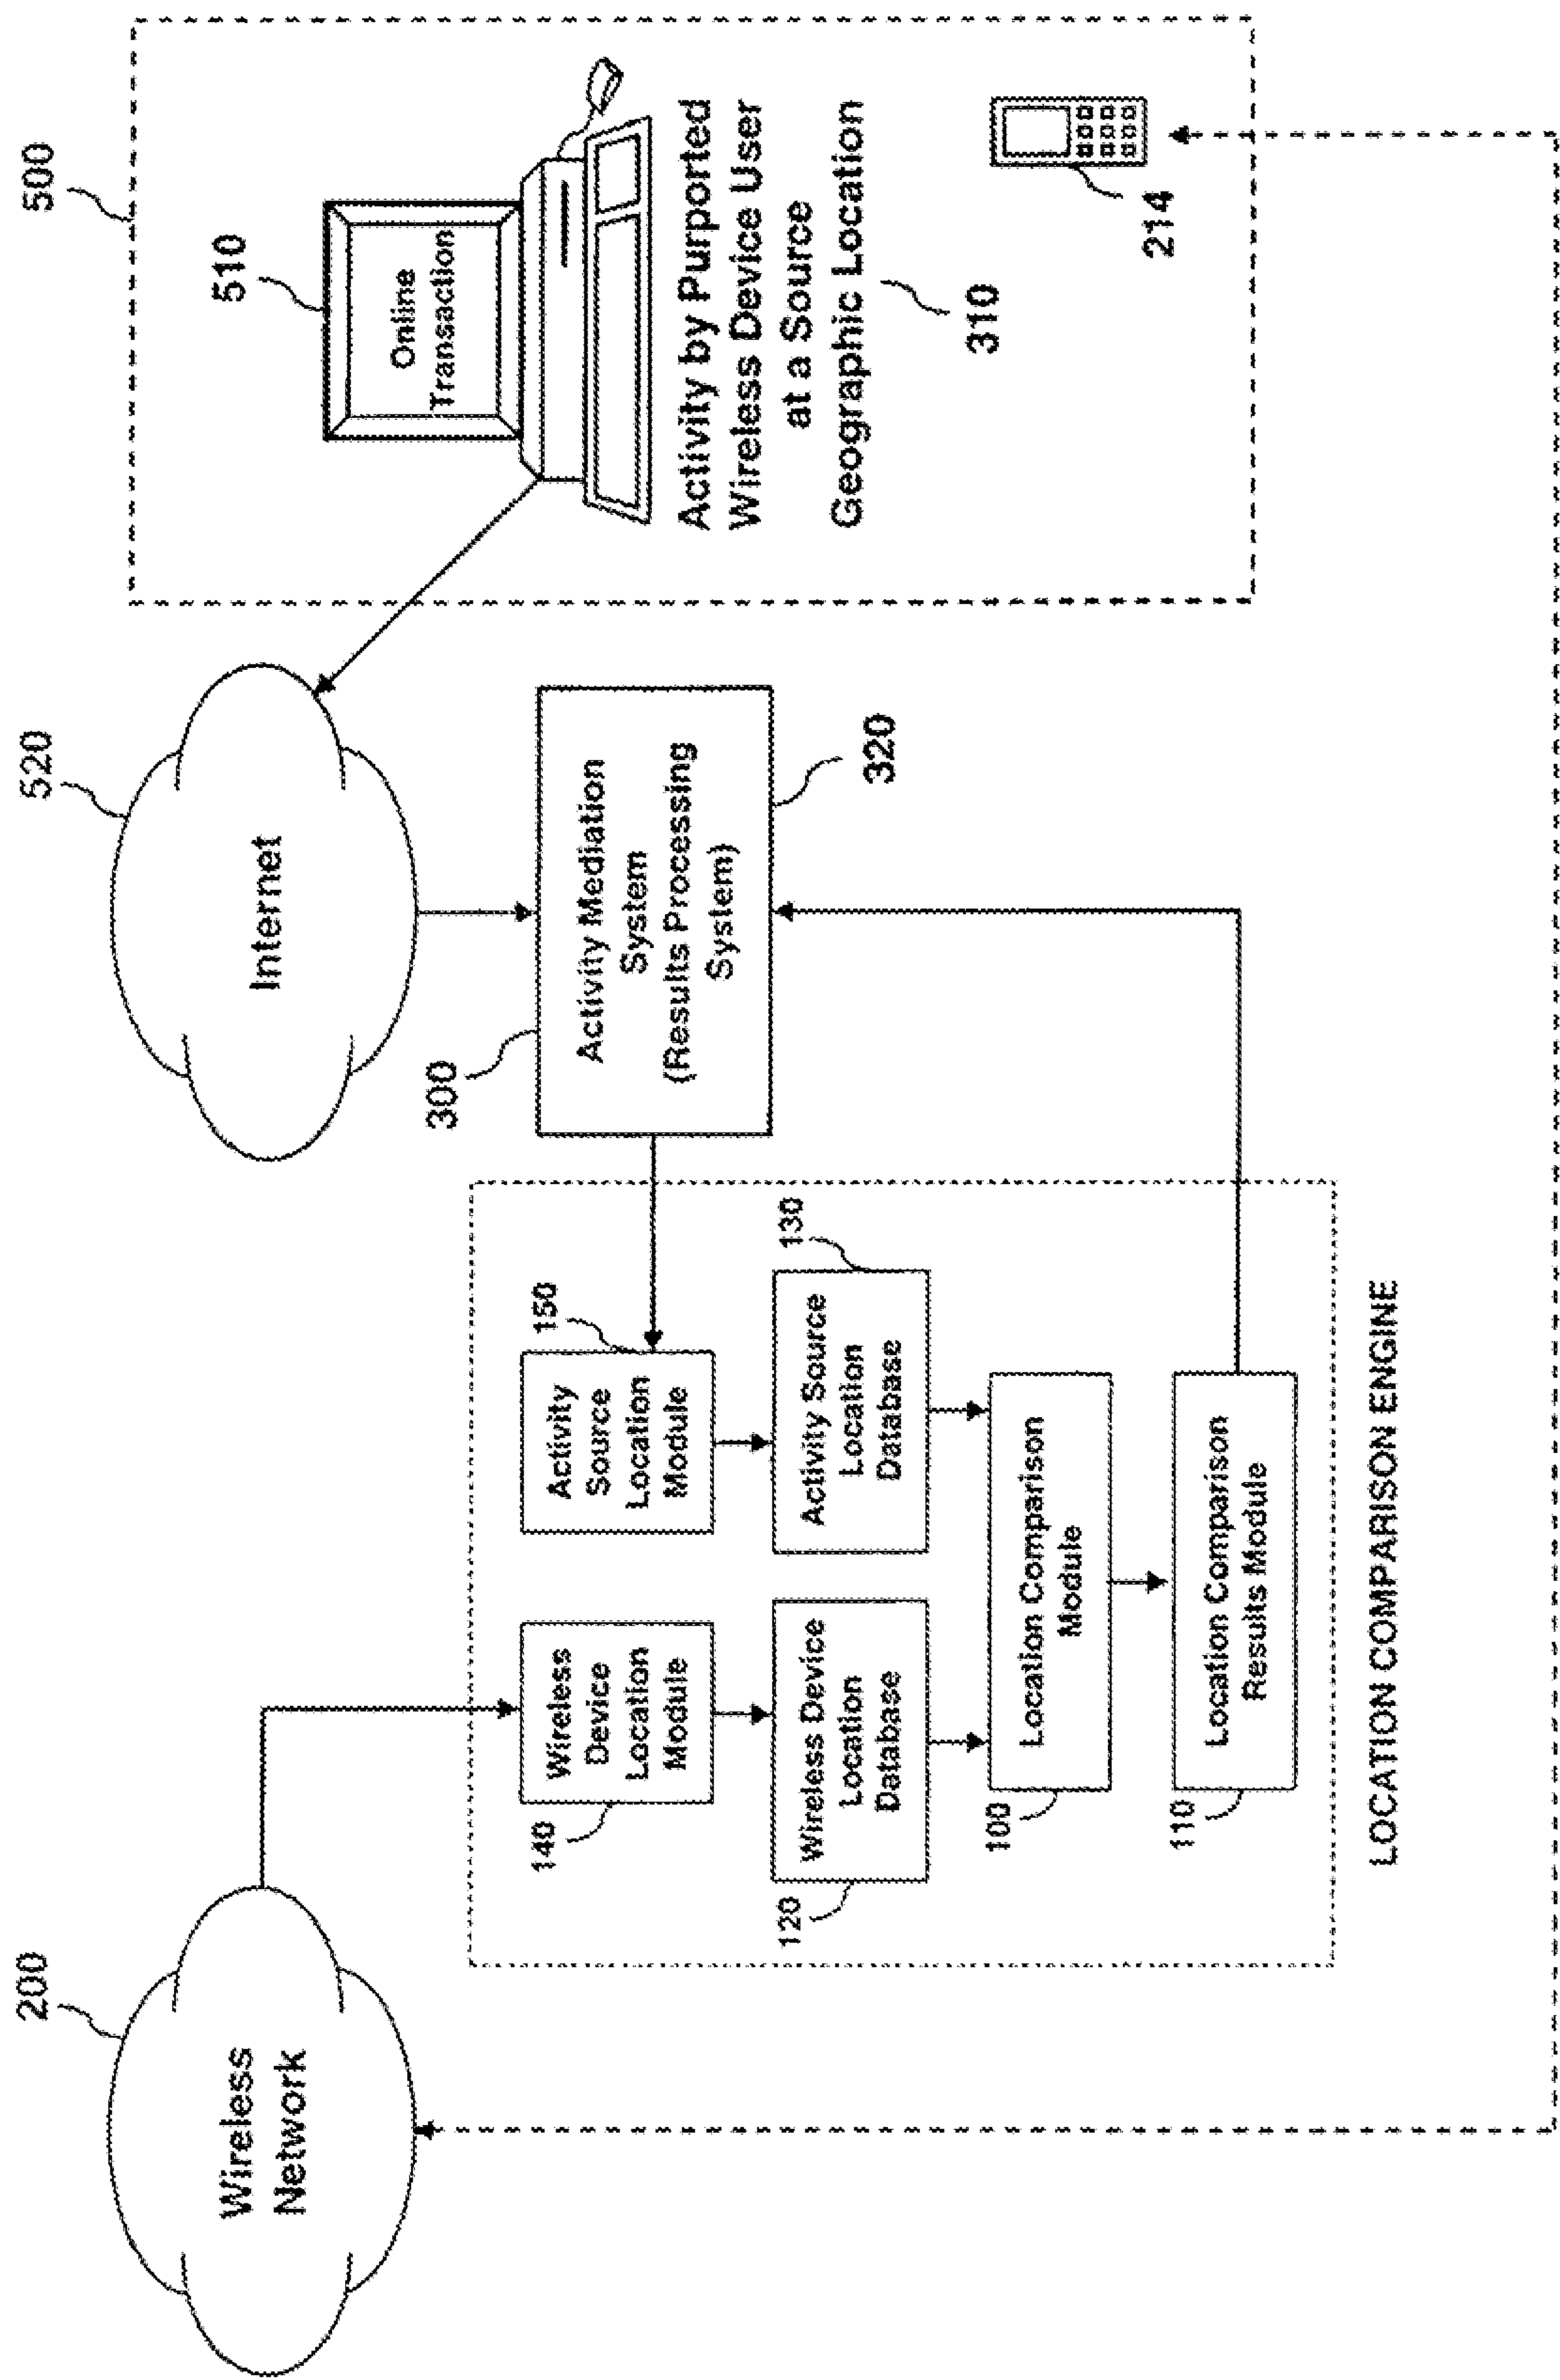 200
Wireless
Network
520
Internet
500
510
Online
Transaction
Activity by Purported
Wireless Device User
at a Source
Geographic Location
310
214
300
Activity Mediation
System
(Results Processing
System)
320
140
Wireless
Device
Location
Module
150
Activity
Source
Location
Module
120
Wireless Device
Location
Database
130
Activity Source
Location
Database
100
Location Comparison
Module
110
Location Comparison
Results Module
LOCATION COMPARISON ENGINE